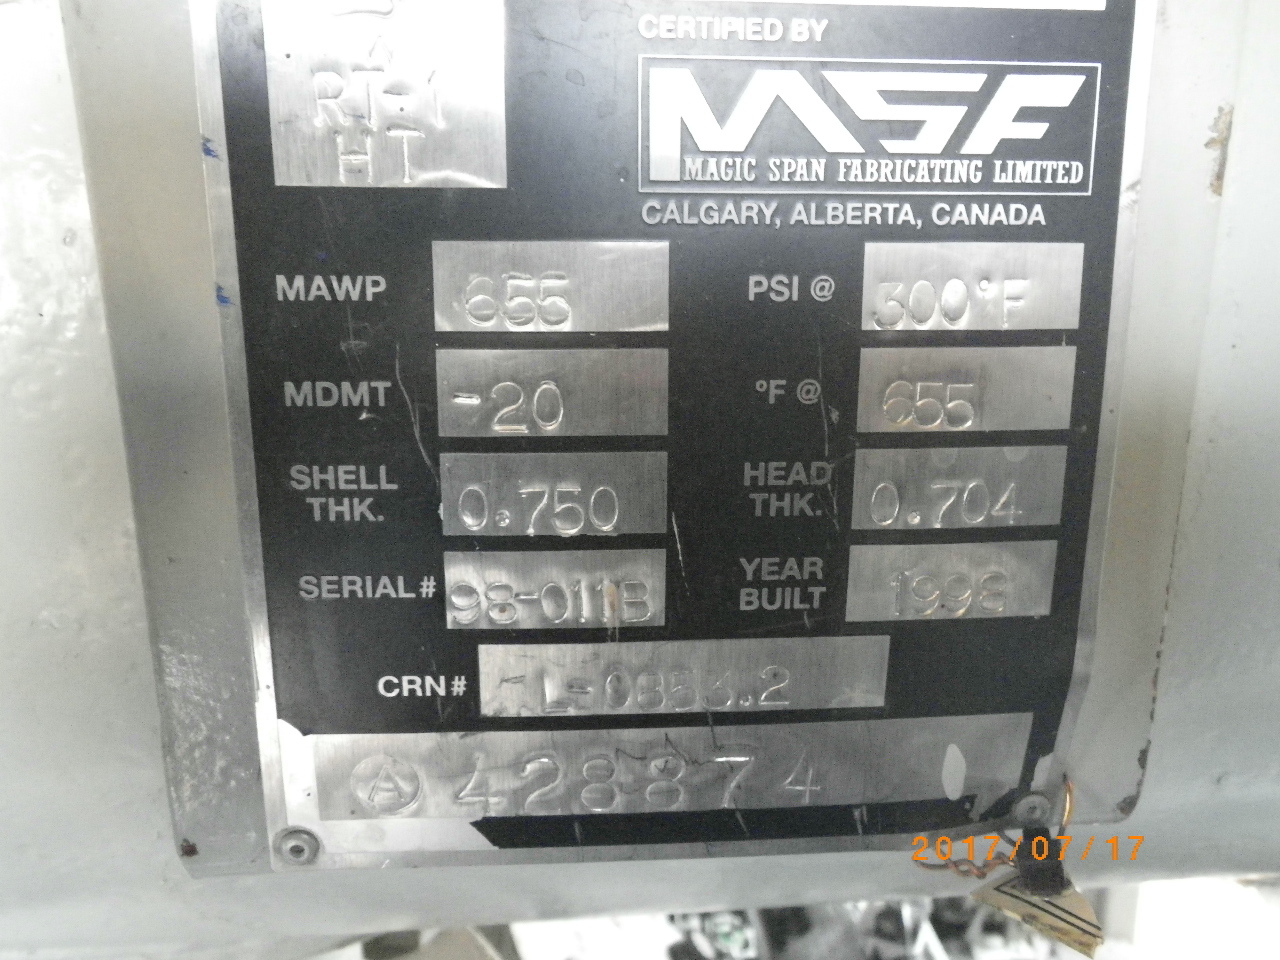 RT-1
HT
CERTIFIED BY
MSF
MAGIC SPAN FABRICATING LIMITED
CALGARY, ALBERTA, CANADA
MAWP 655 PSI @ 300°F
MDMT -20 °F @ 655
SHELL THK. 0.750 HEAD THK. 0.704
SERIAL# 98-011B YEAR BUILT 1998
CRN# L-0853.2
A 428874
2017/07/17